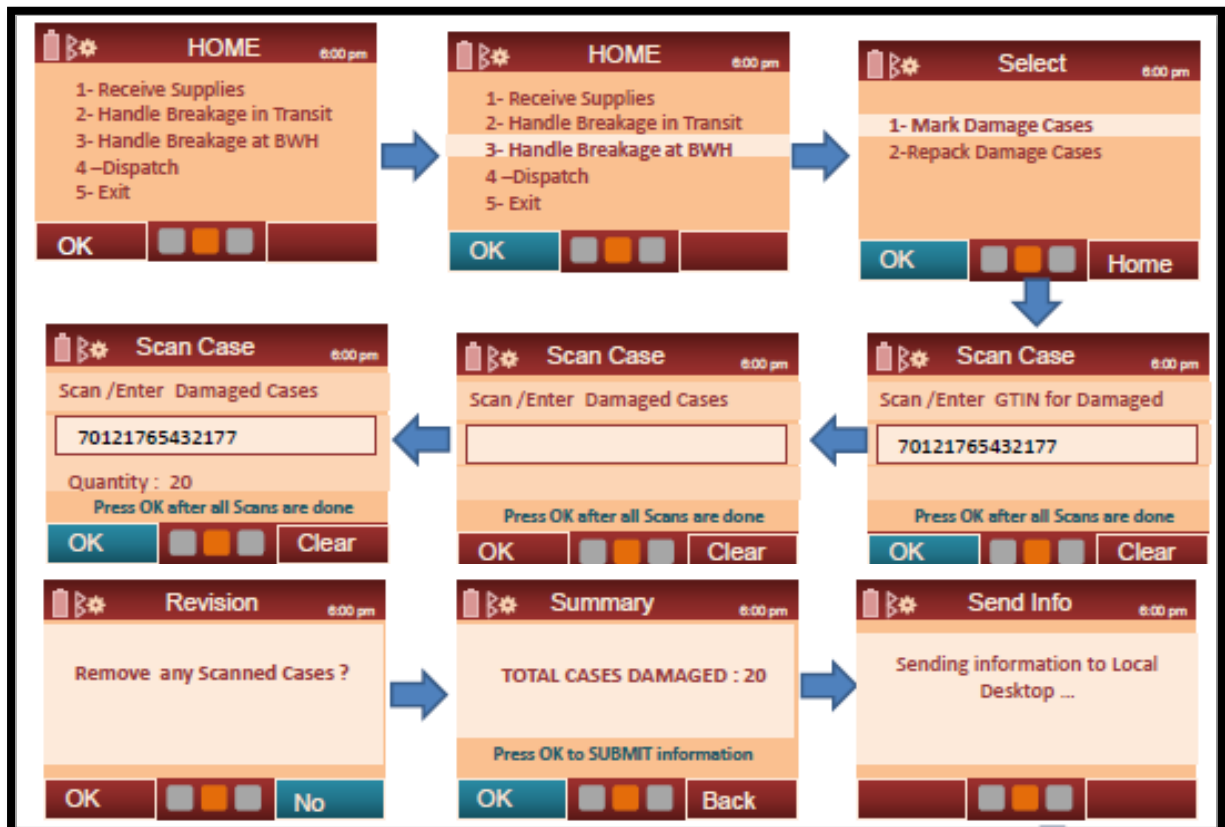 HOME
6:00 pm
1- Receive Supplies
2- Handle Breakage in Transit
3- Handle Breakage at BWH
4 –Dispatch
5- Exit
OK
HOME
6:00 pm
1- Receive Supplies
2- Handle Breakage in Transit
3- Handle Breakage at BWH
4 –Dispatch
5- Exit
OK
Select
6:00 pm
1- Mark Damage Cases
2-Repack Damage Cases
OK
Home
Scan Case
6:00 pm
Scan /Enter GTIN for Damaged
70121765432177
Press OK after all Scans are done
OK
Clear
Scan Case
6:00 pm
Scan /Enter Damaged Cases
Press OK after all Scans are done
OK
Clear
Scan Case
6:00 pm
Scan /Enter Damaged Cases
70121765432177
Quantity : 20
Press OK after all Scans are done
OK
Clear
Revision
6:00 pm
Remove any Scanned Cases ?
OK
No
Summary
6:00 pm
TOTAL CASES DAMAGED : 20
Press OK to SUBMIT information
OK
Back
Send Info
6:00 pm
Sending information to Local
Desktop ...